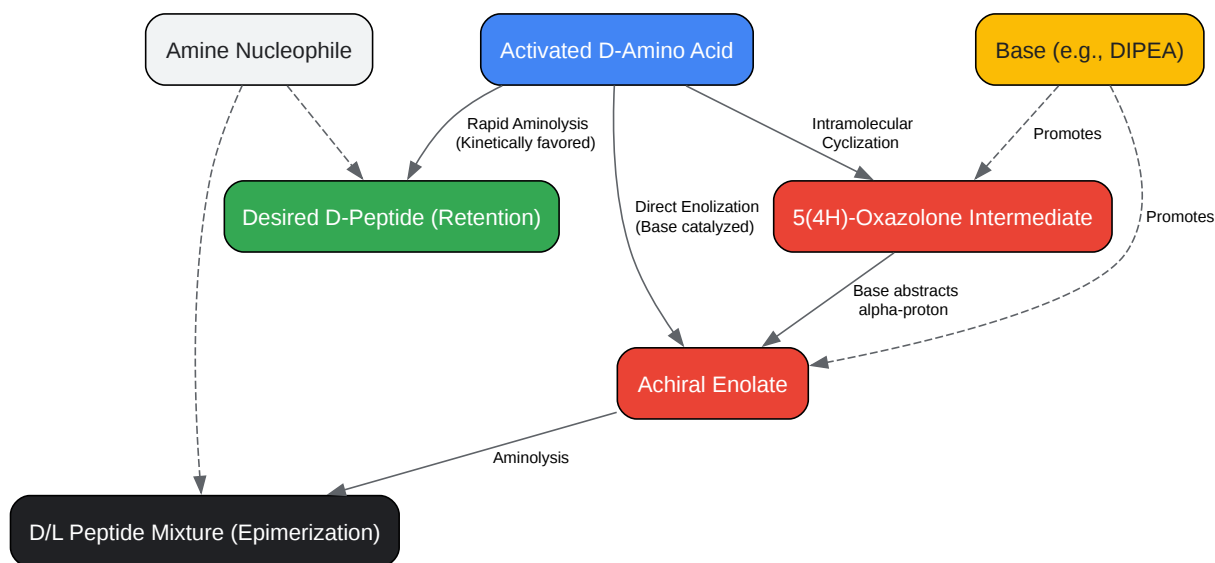 Amine Nucleophile
Activated D-Amino Acid
Base (e.g., DIPEA)
Rapid Aminolysis
(Kinetically favored)
Intramolecular
Cyclization
Promotes
Desired D-Peptide (Retention)
Direct Enolization
(Base catalyzed)
5(4H)-Oxazolone Intermediate
Promotes
Base abstracts
alpha-proton
Achiral Enolate
Aminolysis
D/L Peptide Mixture (Epimerization)